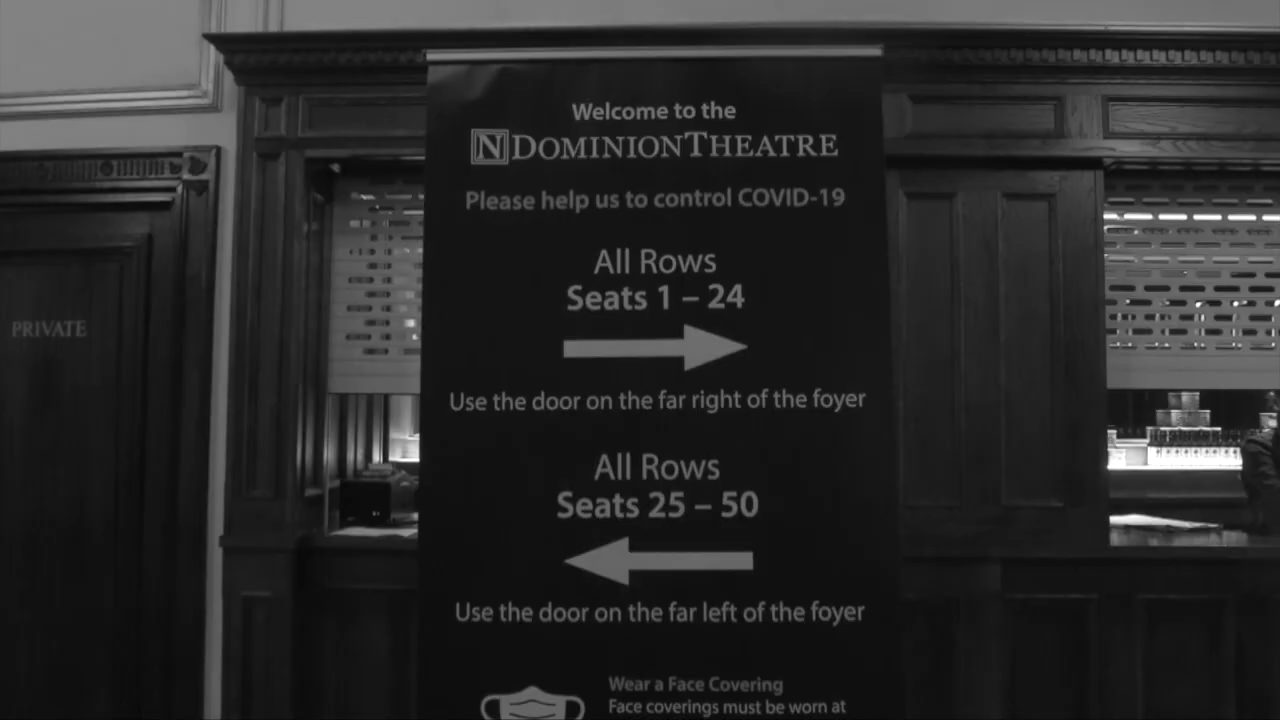 Welcome to the
N DOMINION THEATRE
Please help us to control COVID-19
All Rows
Seats 1 – 24
Use the door on the far right of the foyer
All Rows
Seats 25 – 50
Use the door on the far left of the foyer
Wear a Face Covering
Face coverings must be worn at
PRIVATE